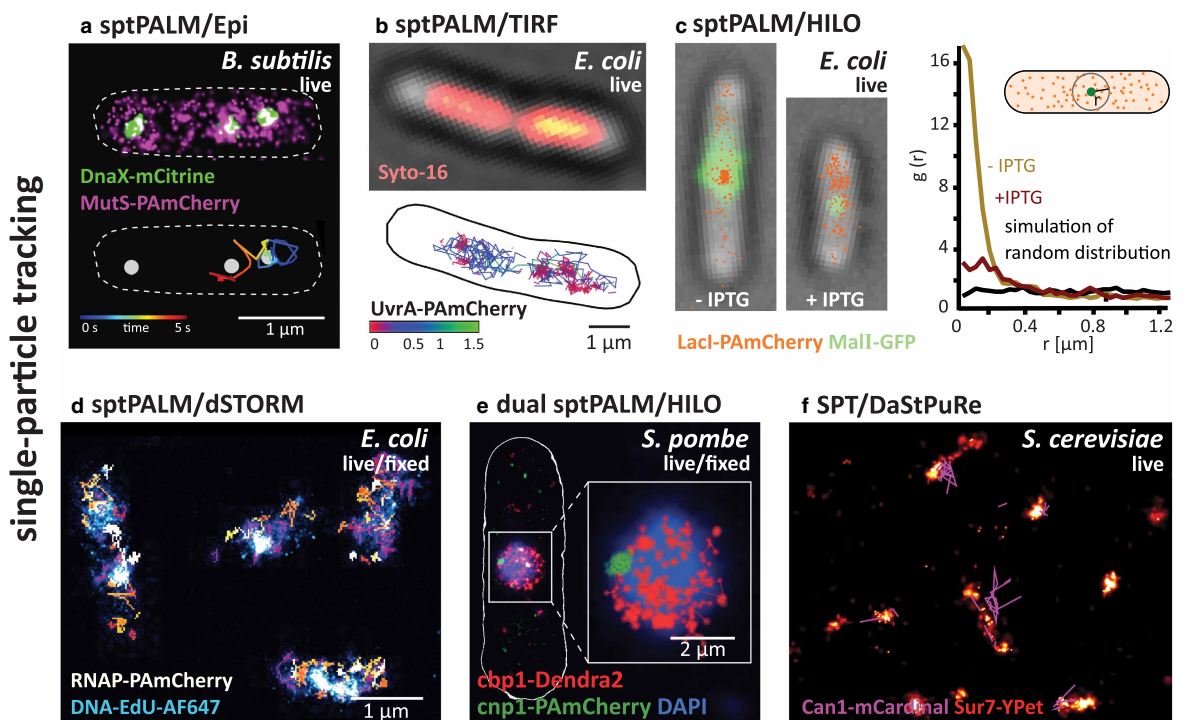 single-particle tracking
a sptPALM/Epi
B. subtilis
live
DnaX-mCitrine
MutS-PAmCherry
0 s time 5 s
1 µm
b sptPALM/TIRF
E. coli
live
Syto-16
UvrA-PAmCherry
0 0.5 1 1.5
1 µm
c sptPALM/HILO
E. coli
live
- IPTG
+ IPTG
LacI-PAmCherry MalI-GFP
16
12
8
4
0
g (r)
r
- IPTG
+IPTG
simulation of
random distribution
0 0.4 0.8 1.2
r [µm]
d sptPALM/dSTORM
E. coli
live/fixed
RNAP-PAmCherry
DNA-EdU-AF647
1 µm
e dual sptPALM/HILO
S. pombe
live/fixed
2 µm
cbp1-Dendra2
cnp1-PAmCherry DAPI
f SPT/DaStPuRe
S. cerevisiae
live
Can1-mCardinal Sur7-YPet